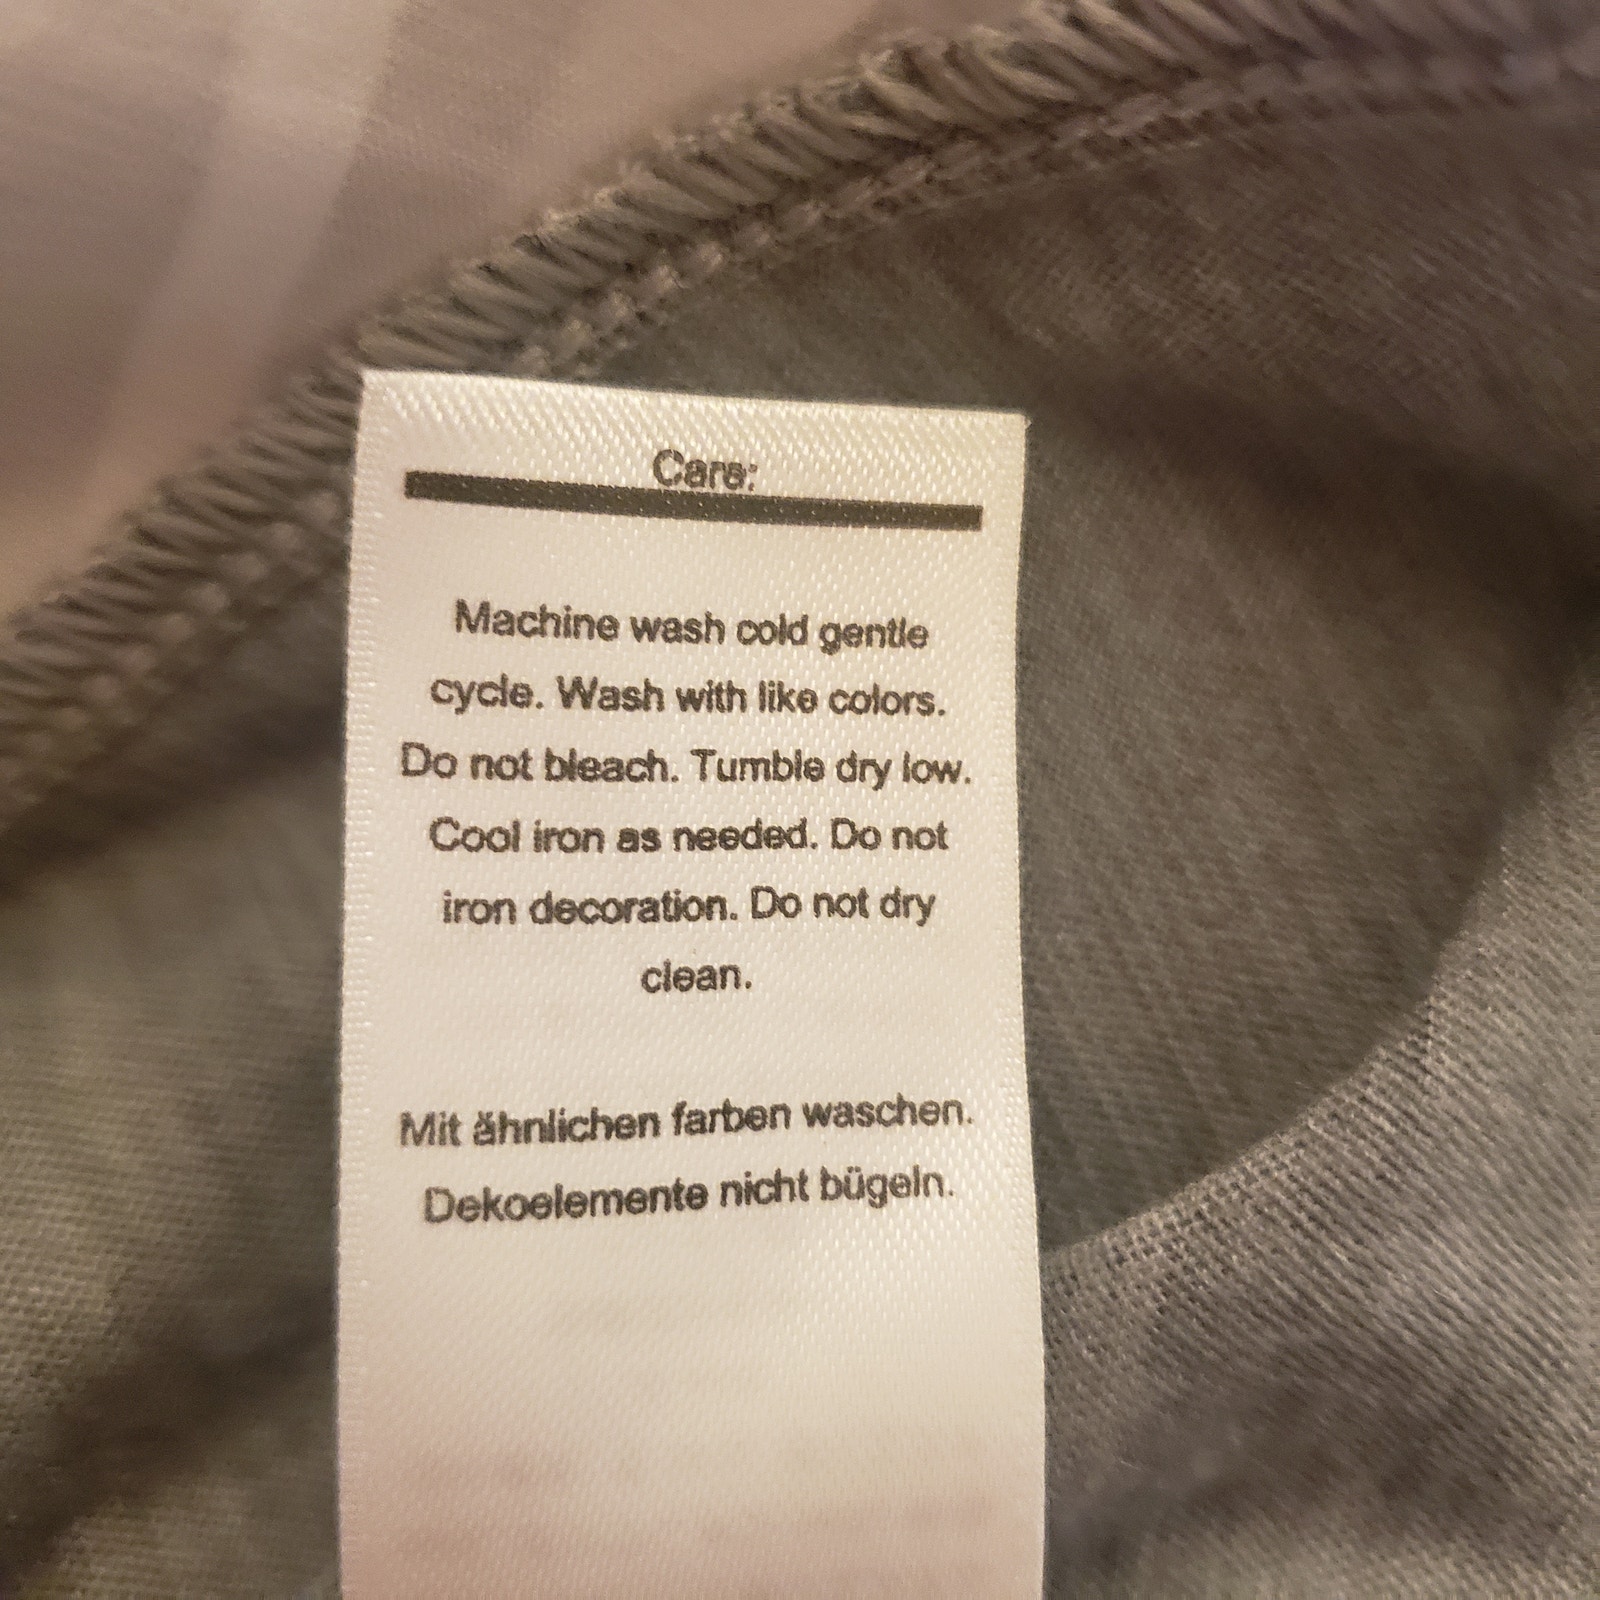 Care:
Machine wash cold gentle
cycle. Wash with like colors.
Do not bleach. Tumble dry low.
Cool iron as needed. Do not
iron decoration. Do not dry
clean.
Mit ähnlichen farben waschen.
Dekoelemente nicht bügeln.